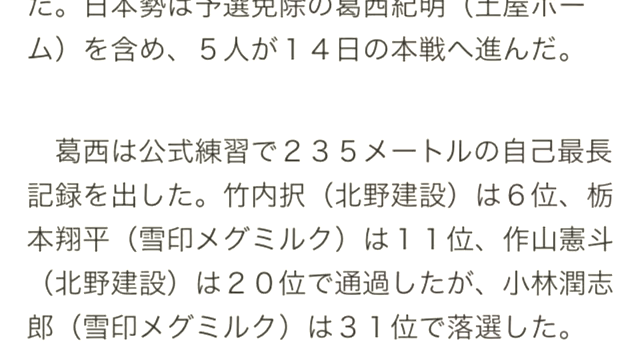 た。日本勢は予選免除の葛西紀明（土屋ホー
ム）を含め、５人が１４日の本戦へ進んだ。
　葛西は公式練習で２３５メートルの自己最長
記録を出した。竹内択（北野建設）は６位、栃
本翔平（雪印メグミルク）は１１位、作山憲斗
（北野建設）は２０位で通過したが、小林潤志
郎（雪印メグミルク）は３１位で落選した。